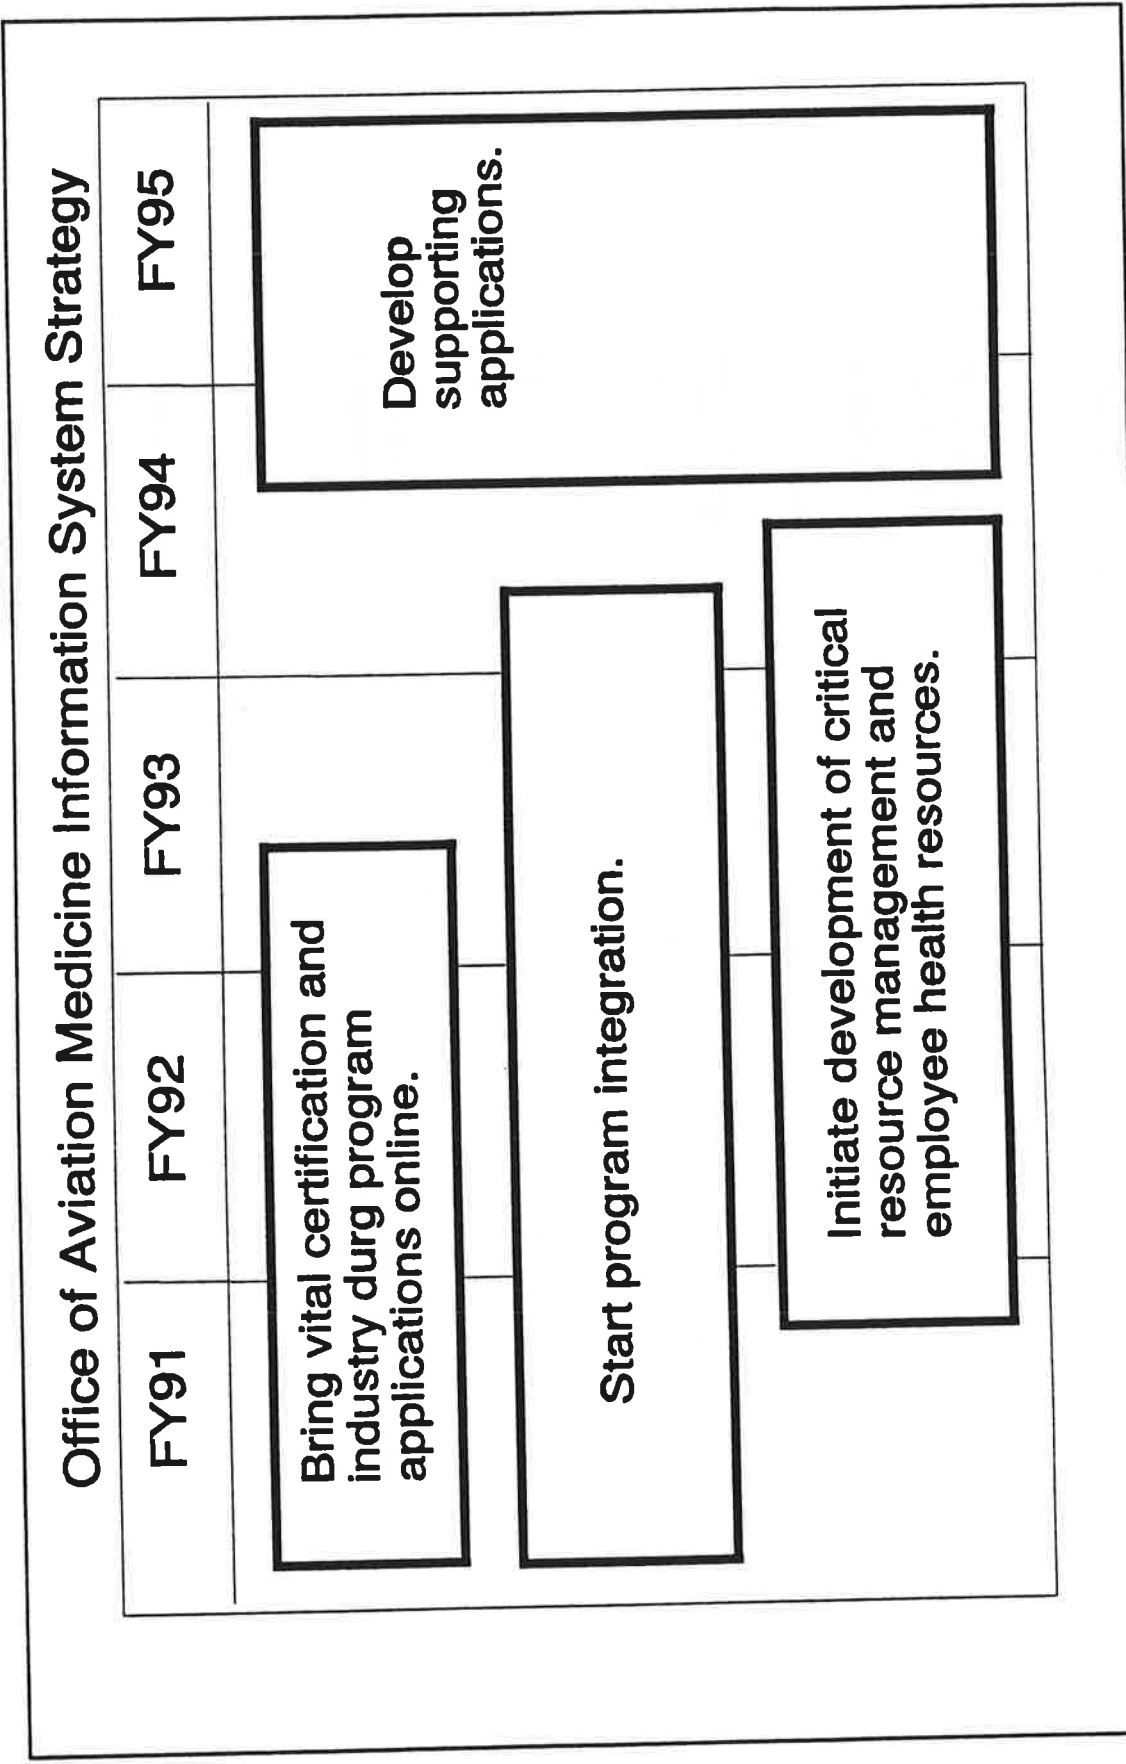 Office of Aviation Medicine Information System Strategy
FY91 FY92 FY93 FY94 FY95
Bring vital certification and
industry durg program
applications online.
Start program integration.
Initiate development of critical
resource management and
employee health resources.
Develop
supporting
applications.